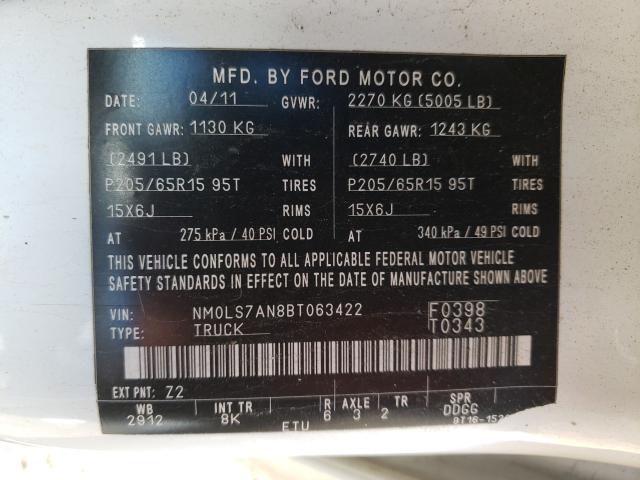 MFD. BY FORD MOTOR CO.
DATE: 04/11 GVWR: 2270 KG (5005 LB)
FRONT GAWR: 1130 KG REAR GAWR: 1243 KG
(2491 LB) WITH (2740 LB) WITH
P205/65R15 95T TIRES P205/65R15 95T TIRES
15X6J RIMS 15X6J RIMS
AT 275 kPa / 40 PSI COLD AT 340 kPa / 49 PSI COLD
THIS VEHICLE CONFORMS TO ALL APPLICABLE FEDERAL MOTOR VEHICLE
SAFETY STANDARDS IN EFFECT ON THE DATE OF MANUFACTURE SHOWN ABOVE
VIN: NM0LS7AN8BT063422 F0398
TYPE: TRUCK T0343
EXT PNT: Z2
WB INT TR R AXLE TR SPR
2912 8K 6 3 2 DDGG
ETU